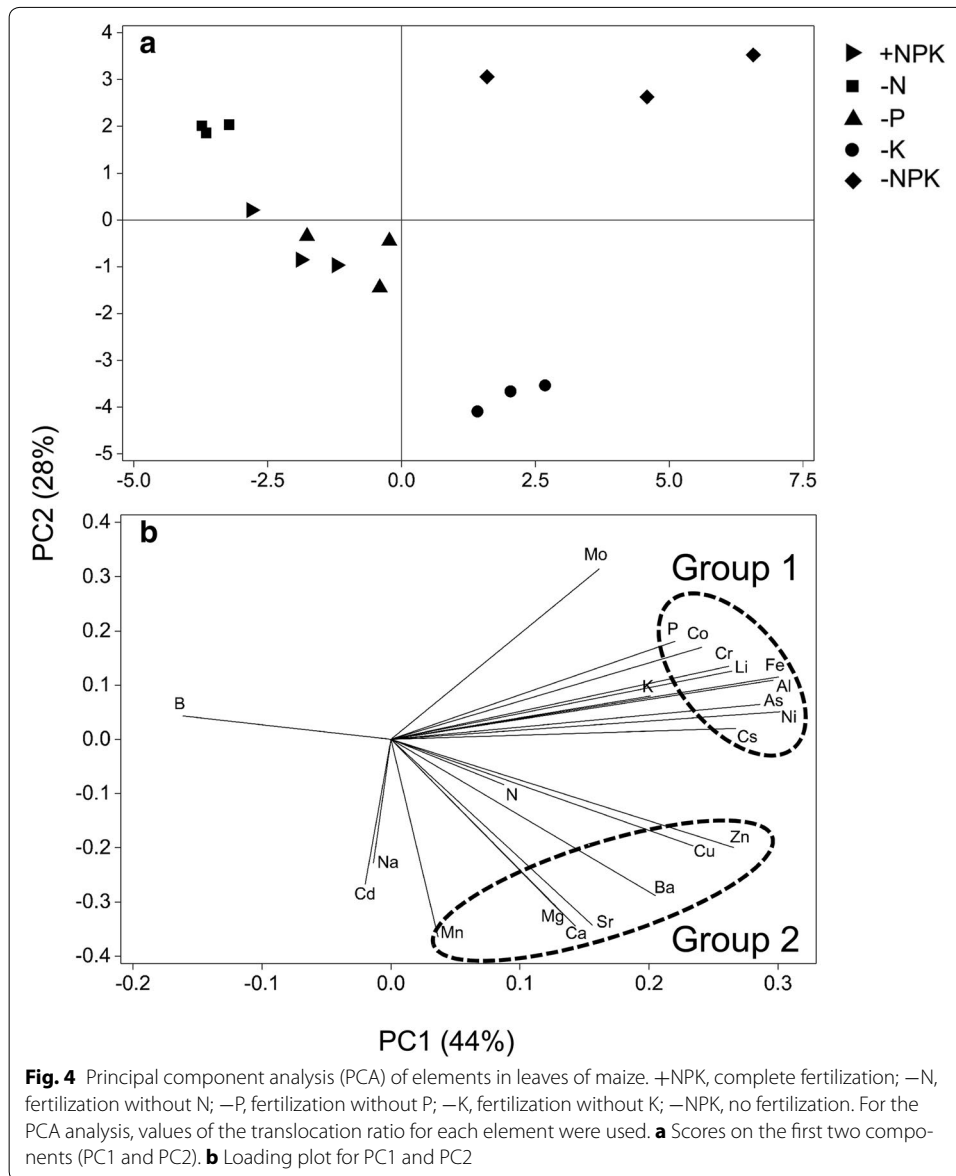 a
4
3
2
1
0
-1
-2
-3
-4
-5
-5.0 -2.5 0.0 2.5 5.0 7.5
+NPK
-N
-P
-K
-NPK
PC2 (28%)
b
0.4
0.3
0.2
0.1
0.0
-0.1
-0.2
-0.3
-0.4
Mo
Group 1
P Co
Cr
Li Fe
K Al
As
Ni
Cs
B
N
Zn
Cu
Na
Cd
Ba
Mg
Sr
Mn Ca
Group 2
-0.2 -0.1 0.0 0.1 0.2 0.3
PC1 (44%)
Fig. 4 Principal component analysis (PCA) of elements in leaves of maize. +NPK, complete fertilization; −N,
fertilization without N; −P, fertilization without P; −K, fertilization without K; −NPK, no fertilization. For the
PCA analysis, values of the translocation ratio for each element were used. a Scores on the first two compo-
nents (PC1 and PC2). b Loading plot for PC1 and PC2